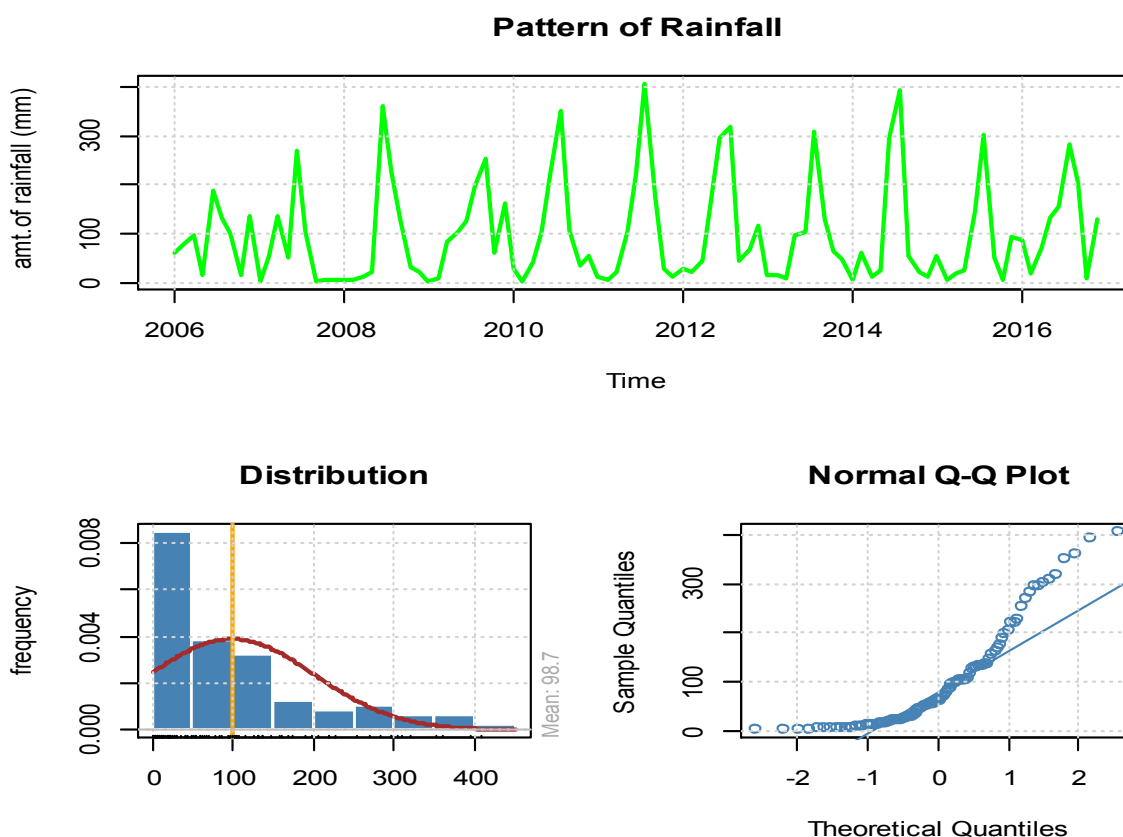 Pattern of Rainfall
amt.of rainfall (mm)
300
100
0
2006 2008 2010 2012 2014 2016
Time
Distribution
frequency
0.008
0.004
0.000
0 100 200 300 400
Mean: 98.7
Normal Q-Q Plot
Sample Quantiles
300
100
0
-2 -1 0 1 2
Theoretical Quantiles